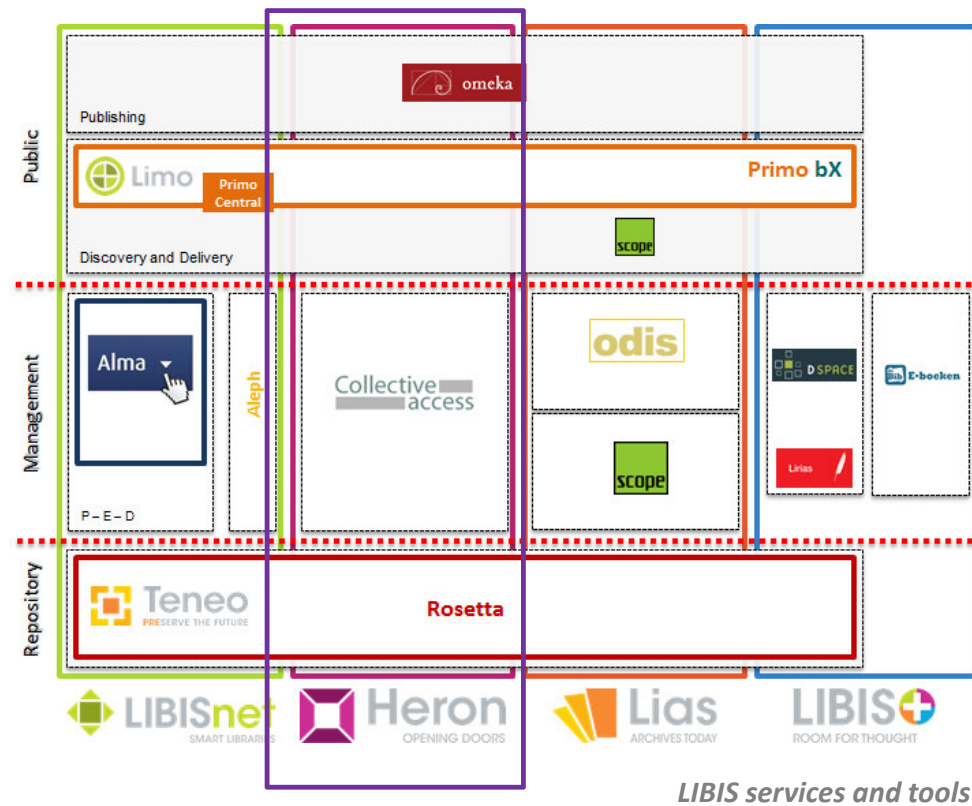 omeka
Publishing
Public
Limo
Primo
Central
Primo bX
scope
Discovery and Delivery
Management
Alma
Aleph
Collective
access
odis
scope
DSPACE
Lirias
Bib E-boeken
P – E – D
Repository
Teneo
PRESERVE THE FUTURE
Rosetta
LIBISnet
SMART LIBRARIES
Heron
OPENING DOORS
Lias
ARCHIVES TODAY
LIBIS
ROOM FOR THOUGHT
LIBIS services and tools